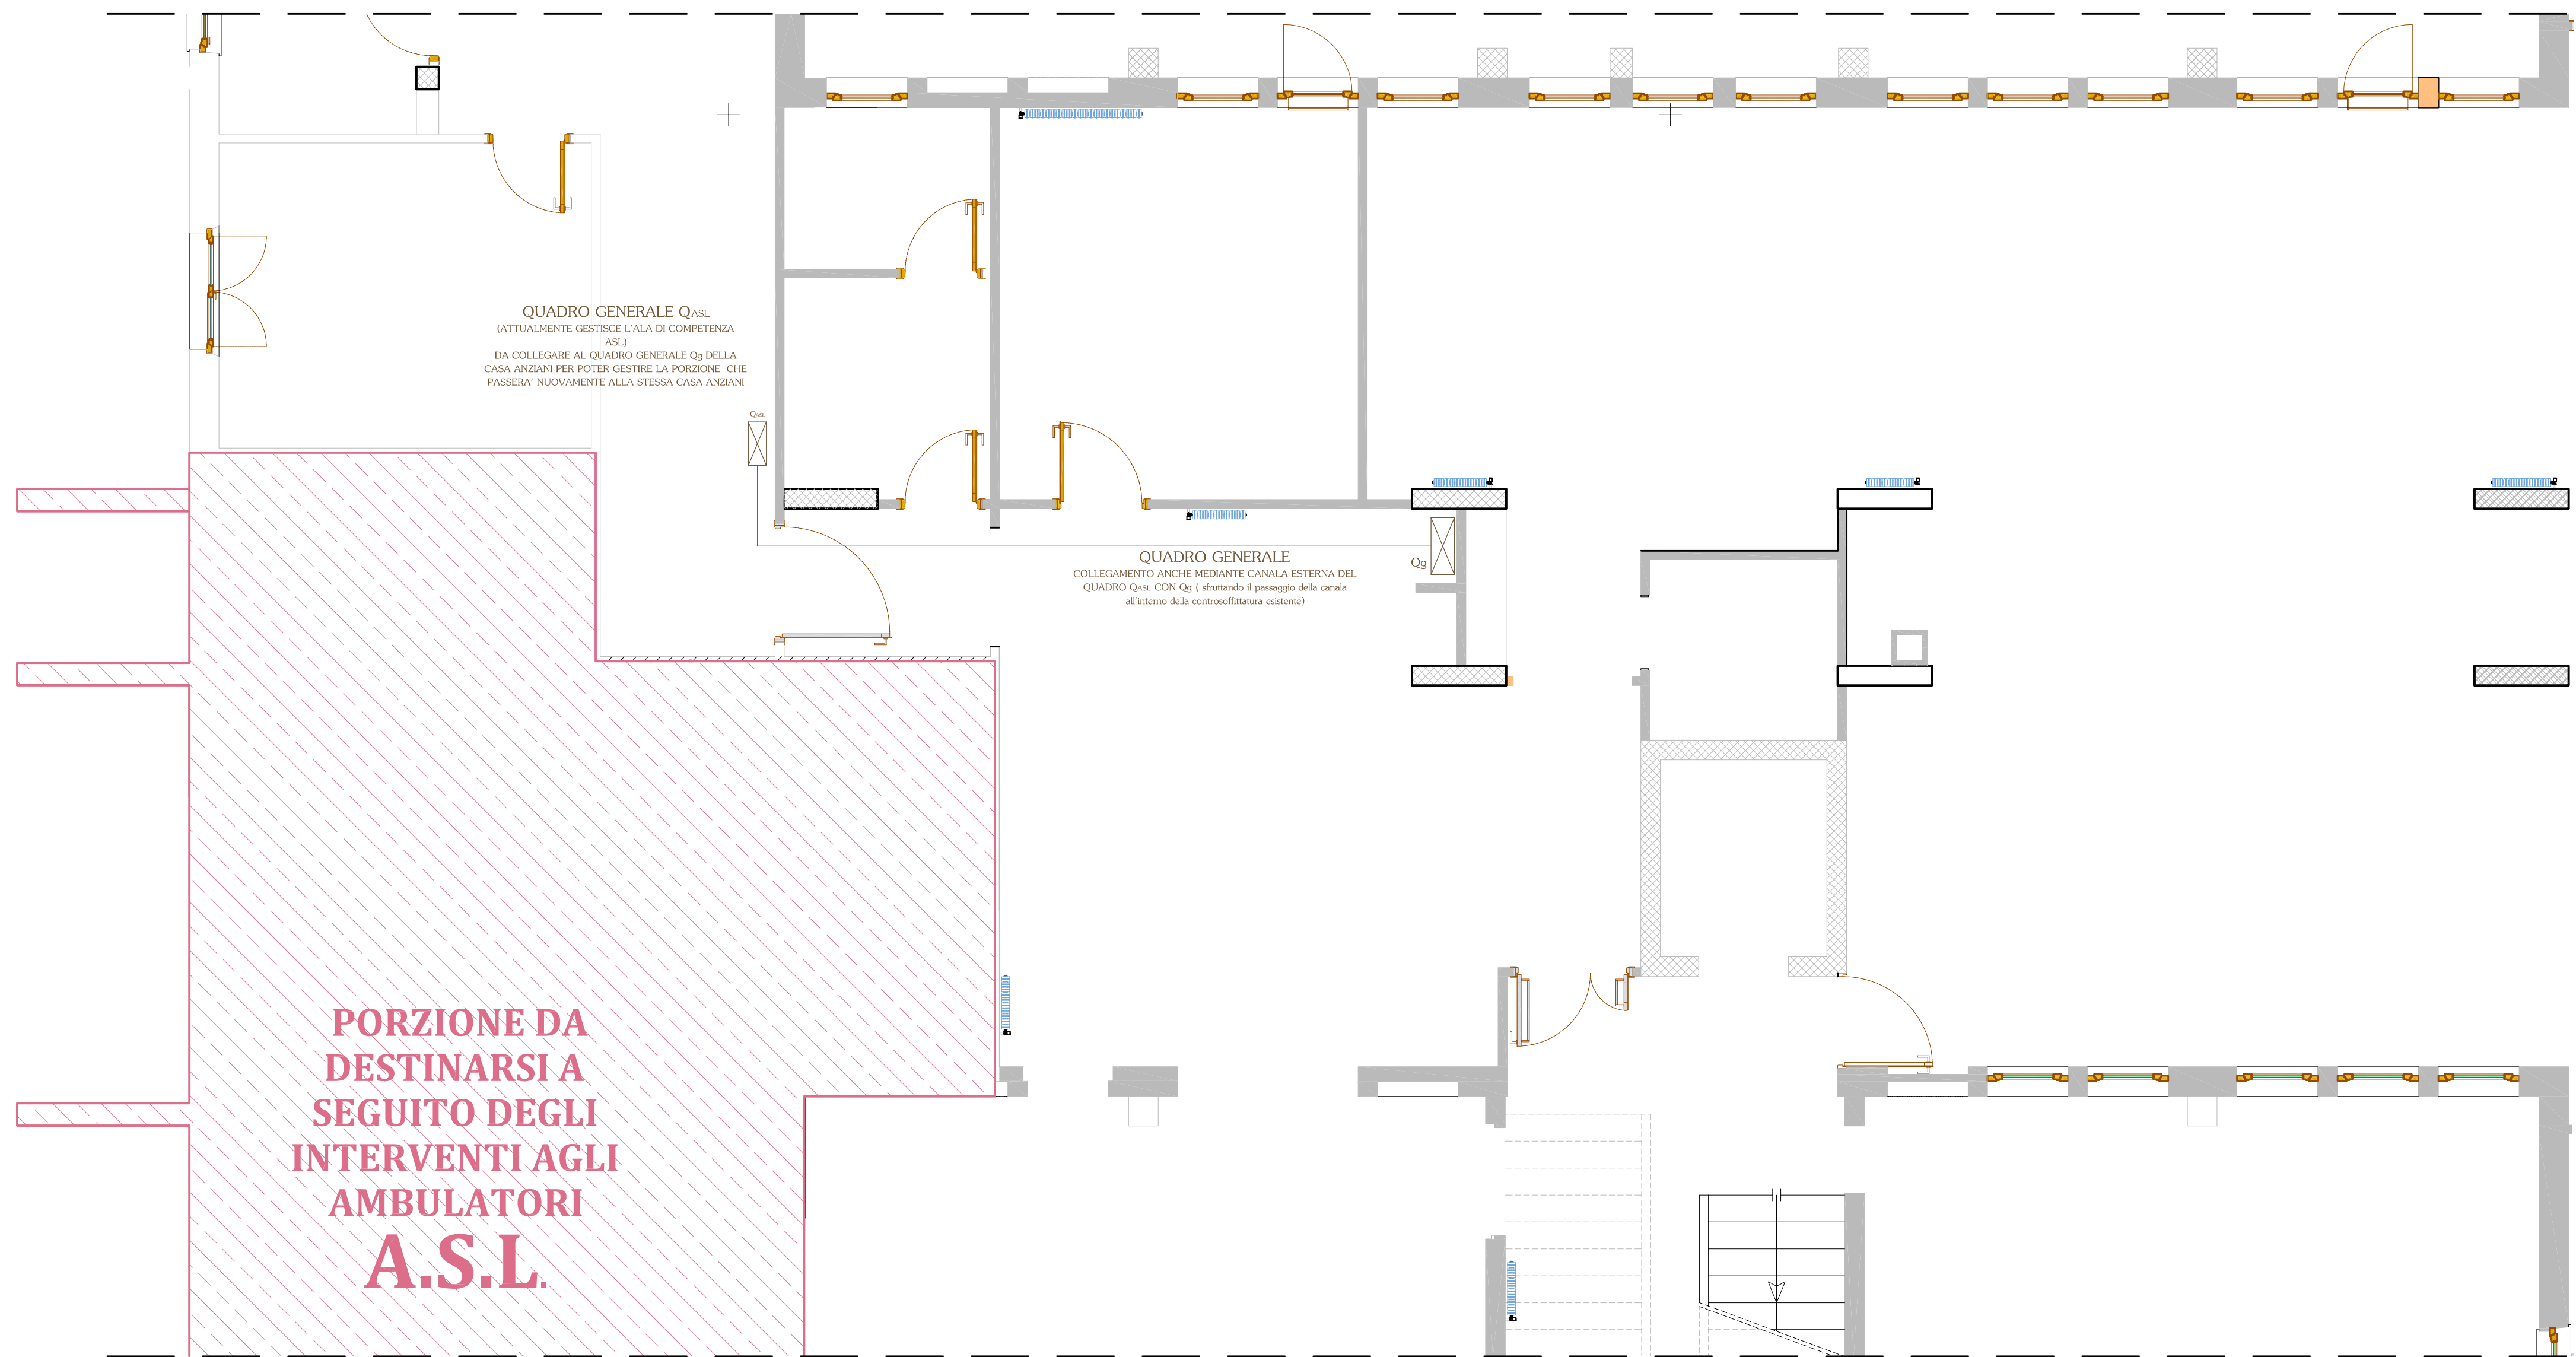 QUADRO GENERALE QASL
(ATTUALMENTE GESTISCE L'ALA DI COMPETENZA
ASL)
DA COLLEGARE AL QUADRO GENERALE Qg DELLA
CASA ANZIANI PER POTER GESTIRE LA PORZIONE CHE
PASSERA' NUOVAMENTE ALLA STESSA CASA ANZIANI
QASL
QUADRO GENERALE
COLLEGAMENTO ANCHE MEDIANTE CANALA ESTERNA DEL
QUADRO QASL CON Qg ( sfruttando il passaggio della canala
all'interno della controsoffittatura esistente)
Qg
PORZIONE DA
DESTINARSI A
SEGUITO DEGLI
INTERVENTI AGLI
AMBULATORI
A.S.L.